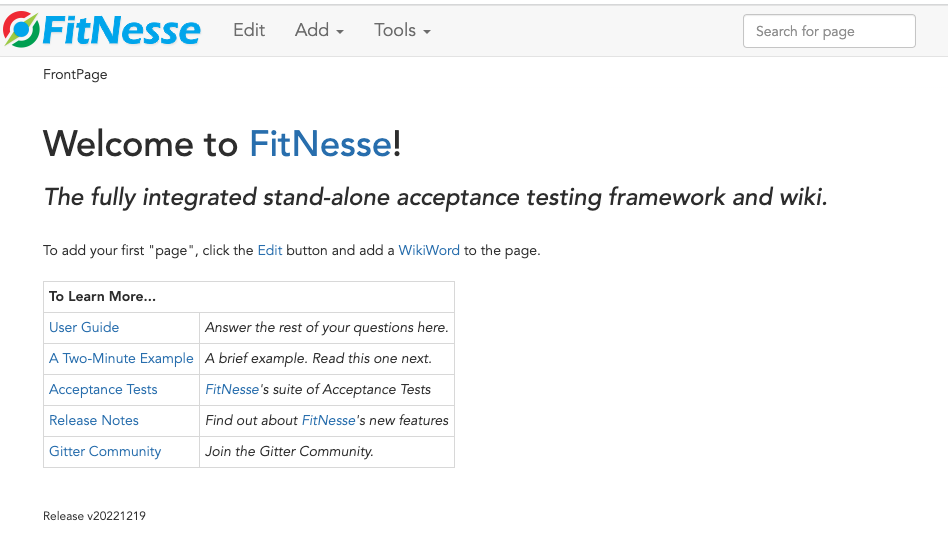 FitNesse Edit Add Tools Search for page
FrontPage
Welcome to FitNesse!
The fully integrated stand-alone acceptance testing framework and wiki.
To add your first "page", click the Edit button and add a WikiWord to the page.
To Learn More...
User Guide Answer the rest of your questions here.
A Two-Minute Example A brief example. Read this one next.
Acceptance Tests FitNesse's suite of Acceptance Tests
Release Notes Find out about FitNesse's new features
Gitter Community Join the Gitter Community.
Release v20221219